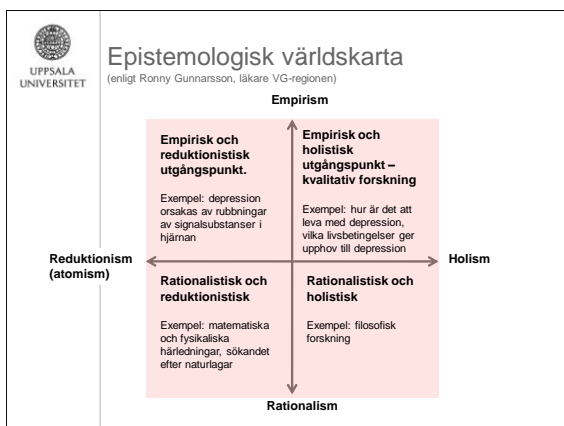 UPPSALA
UNIVERSITET
Epistemologisk världskarta
(enligt Ronny Gunnarsson, läkare VG-regionen)
Empirism
Empirisk och
reduktionistisk
utgångspunkt.
Exempel: depression
orsakas av rubbningar
av signalsubstanser i
hjärnan
Empirisk och
holistisk
utgångspunkt –
kvalitativ forskning
Exempel: hur är det att
leva med depression,
vilka livsbetingelser ger
upphov till depression
Reduktionism
(atomism)
Holism
Rationalistisk och
reduktionistisk
Exempel: matematiska
och fysikaliska
härledningar, sökandet
efter naturlagar
Rationalistisk och
holistisk
Exempel: filosofisk
forskning
Rationalism